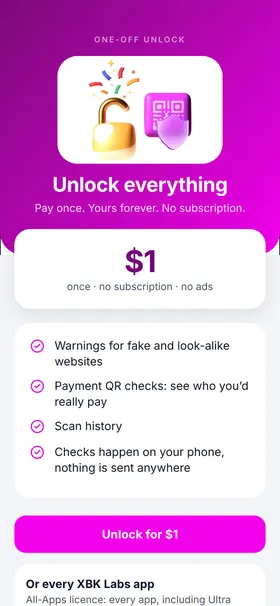 ONE-OFF UNLOCK
Unlock everything
Pay once. Yours forever. No subscription.
$1
once · no subscription · no ads
Warnings for fake and look-alike
websites
Payment QR checks: see who you'd
really pay
Scan history
Checks happen on your phone,
nothing is sent anywhere
Unlock for $1
Or every XBK Labs app
All-Apps licence: every app, including Ultra